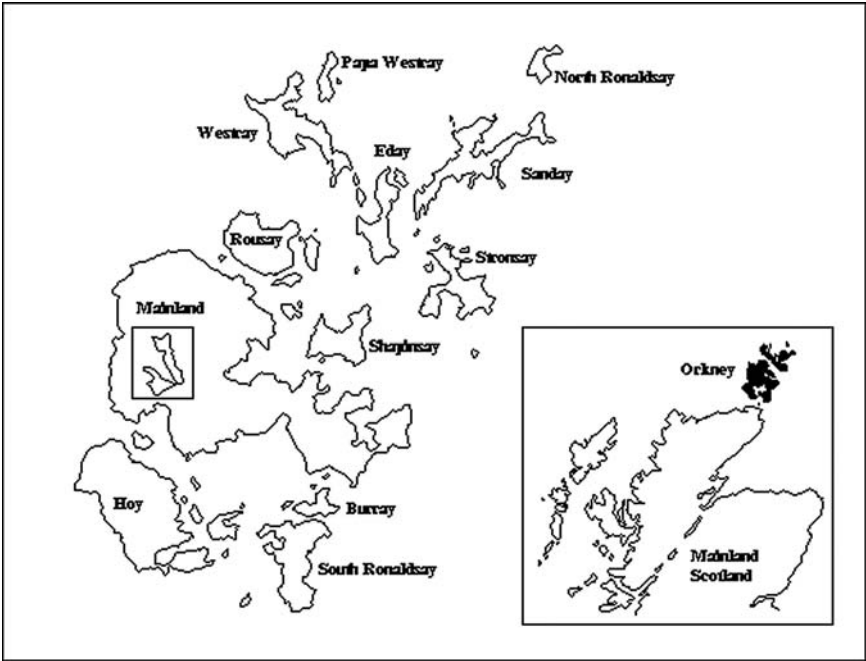 Papa Westray
North Ronaldsay
Westray
Eday
Sanday
Rousay
Stronsay
Mainland
Shapinsay
Orkney
Hoy
Burray
South Ronaldsay
Mainland
Scotland